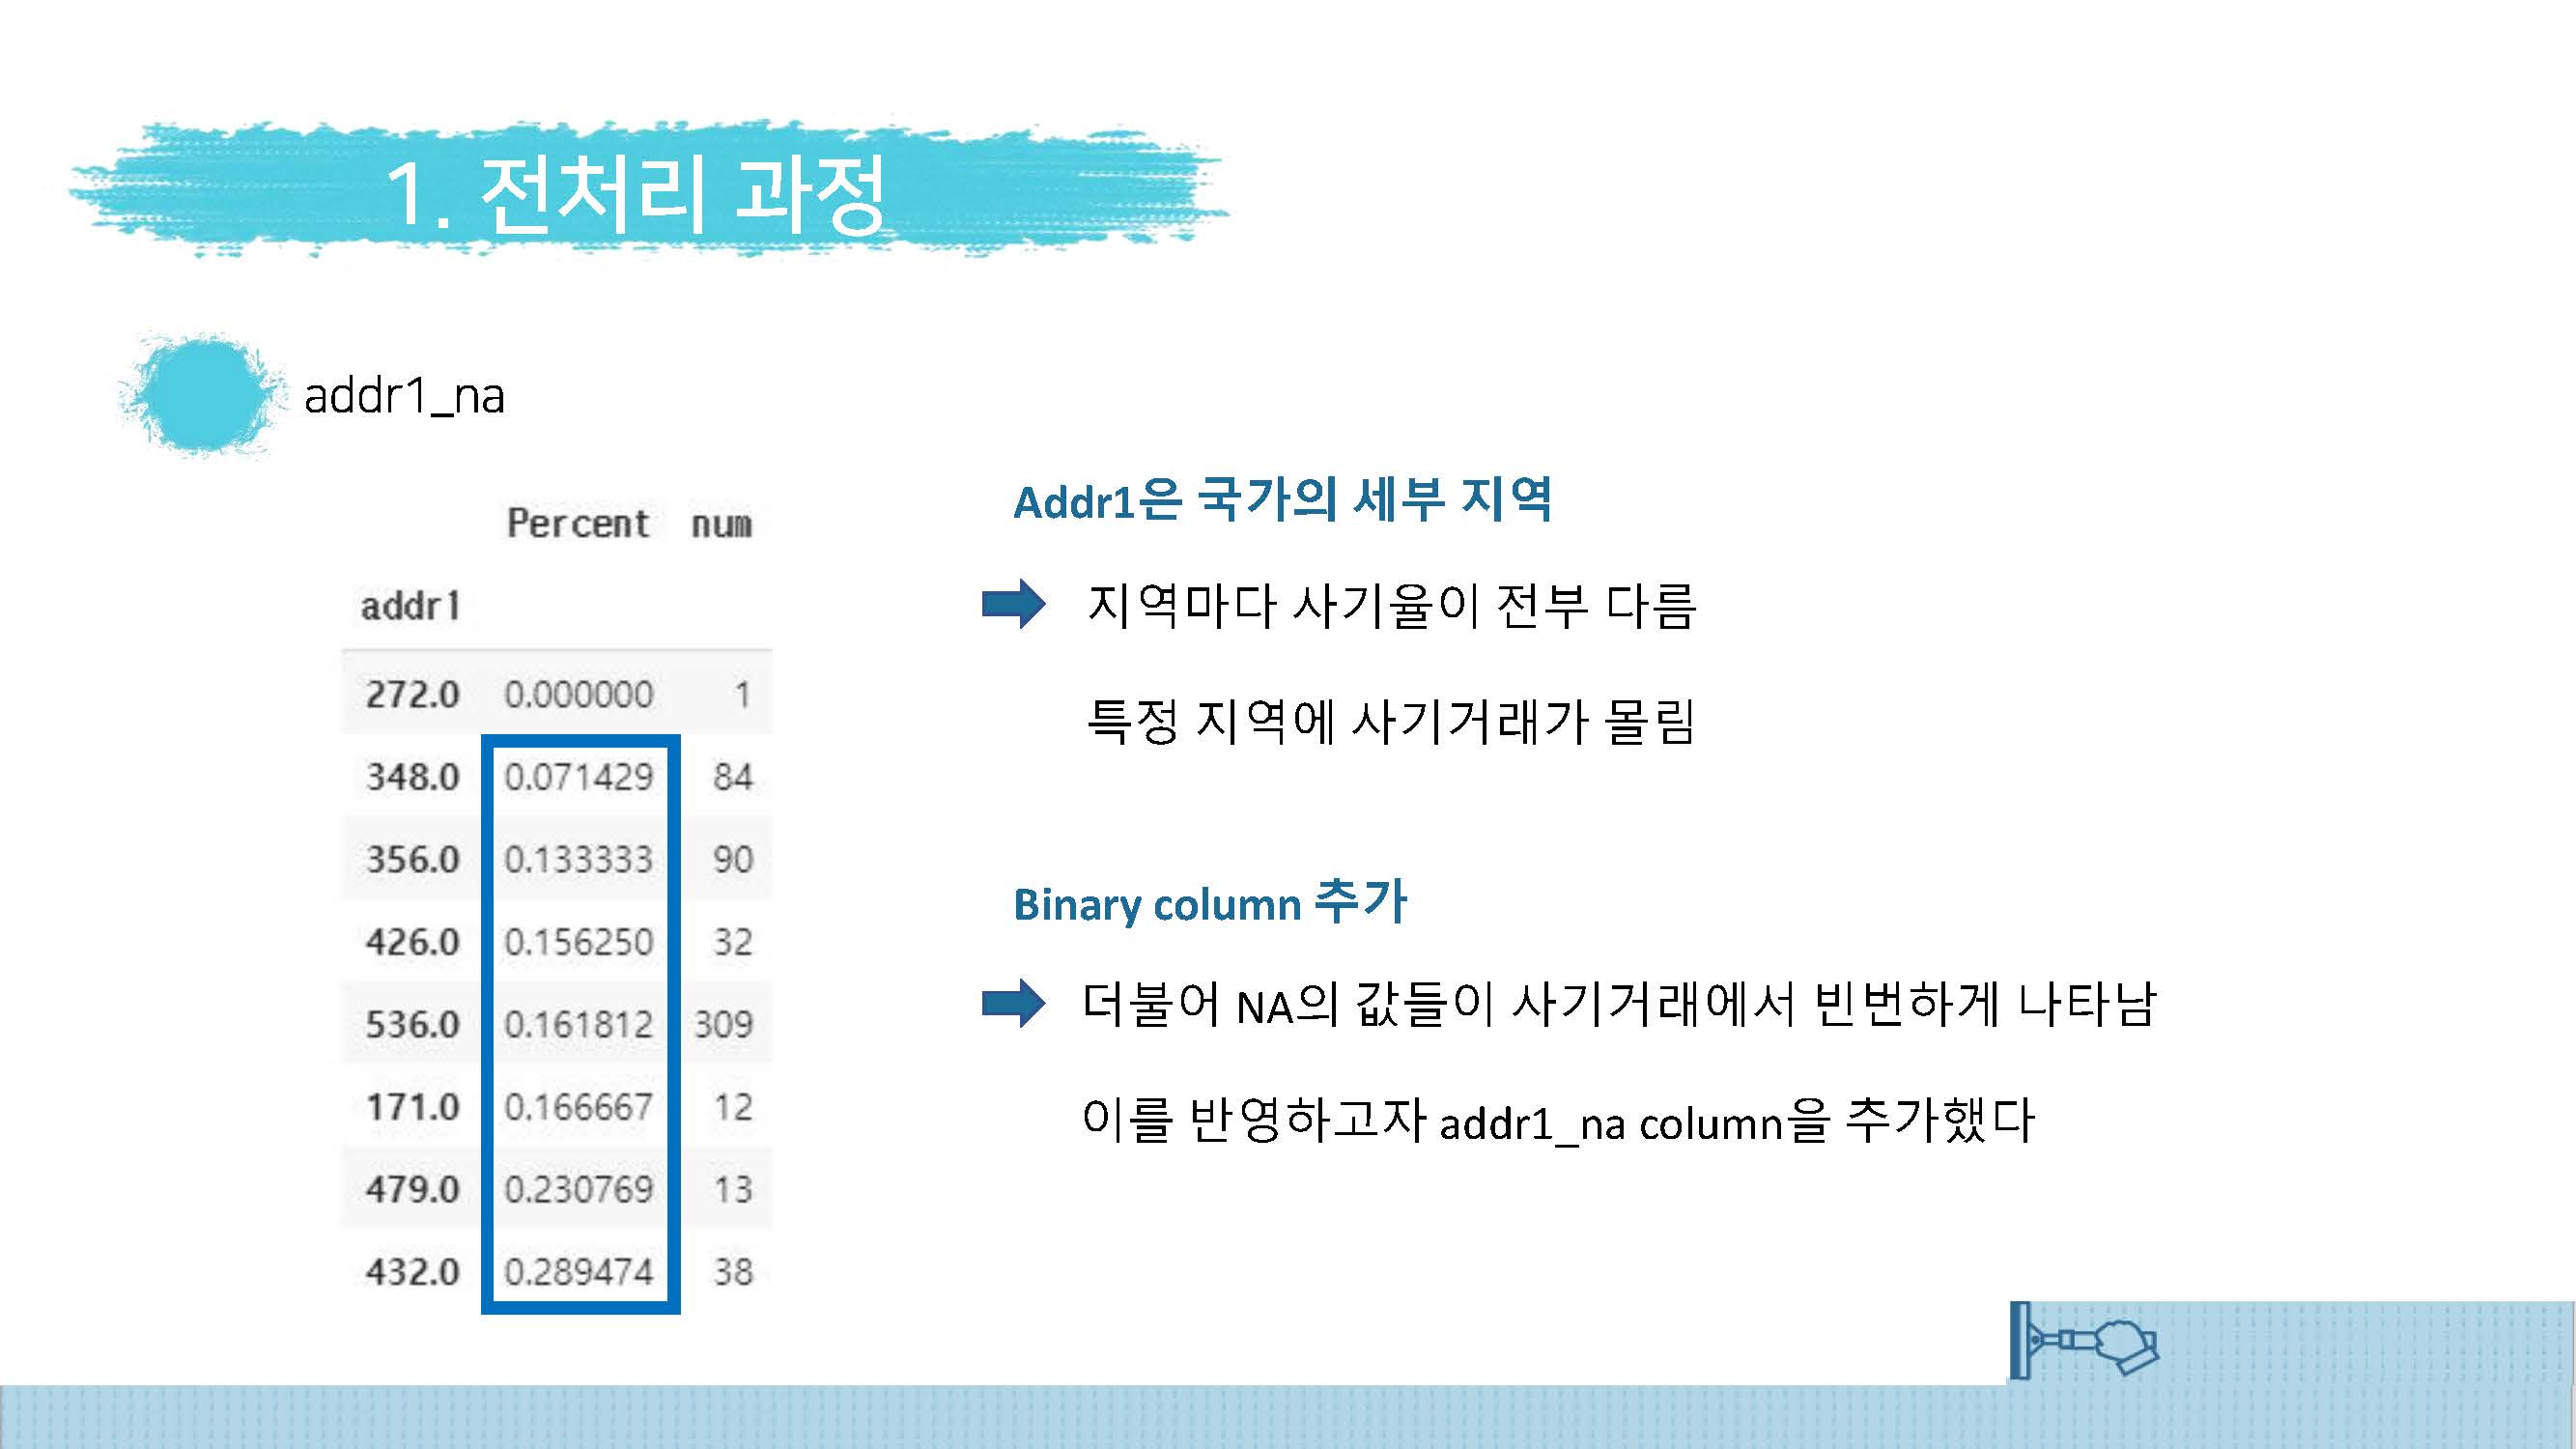 1. 전처리 과정
addr1_na
Percent num
addr1
272.0 0.000000 1
348.0 0.071429 84
356.0 0.133333 90
426.0 0.156250 32
536.0 0.161812 309
171.0 0.166667 12
479.0 0.230769 13
432.0 0.289474 38
Addr1은 국가의 세부 지역
지역마다 사기율이 전부 다름
특정 지역에 사기거래가 몰림
Binary column 추가
더불어 NA의 값들이 사기거래에서 빈번하게 나타남
이를 반영하고자 addr1_na column을 추가했다